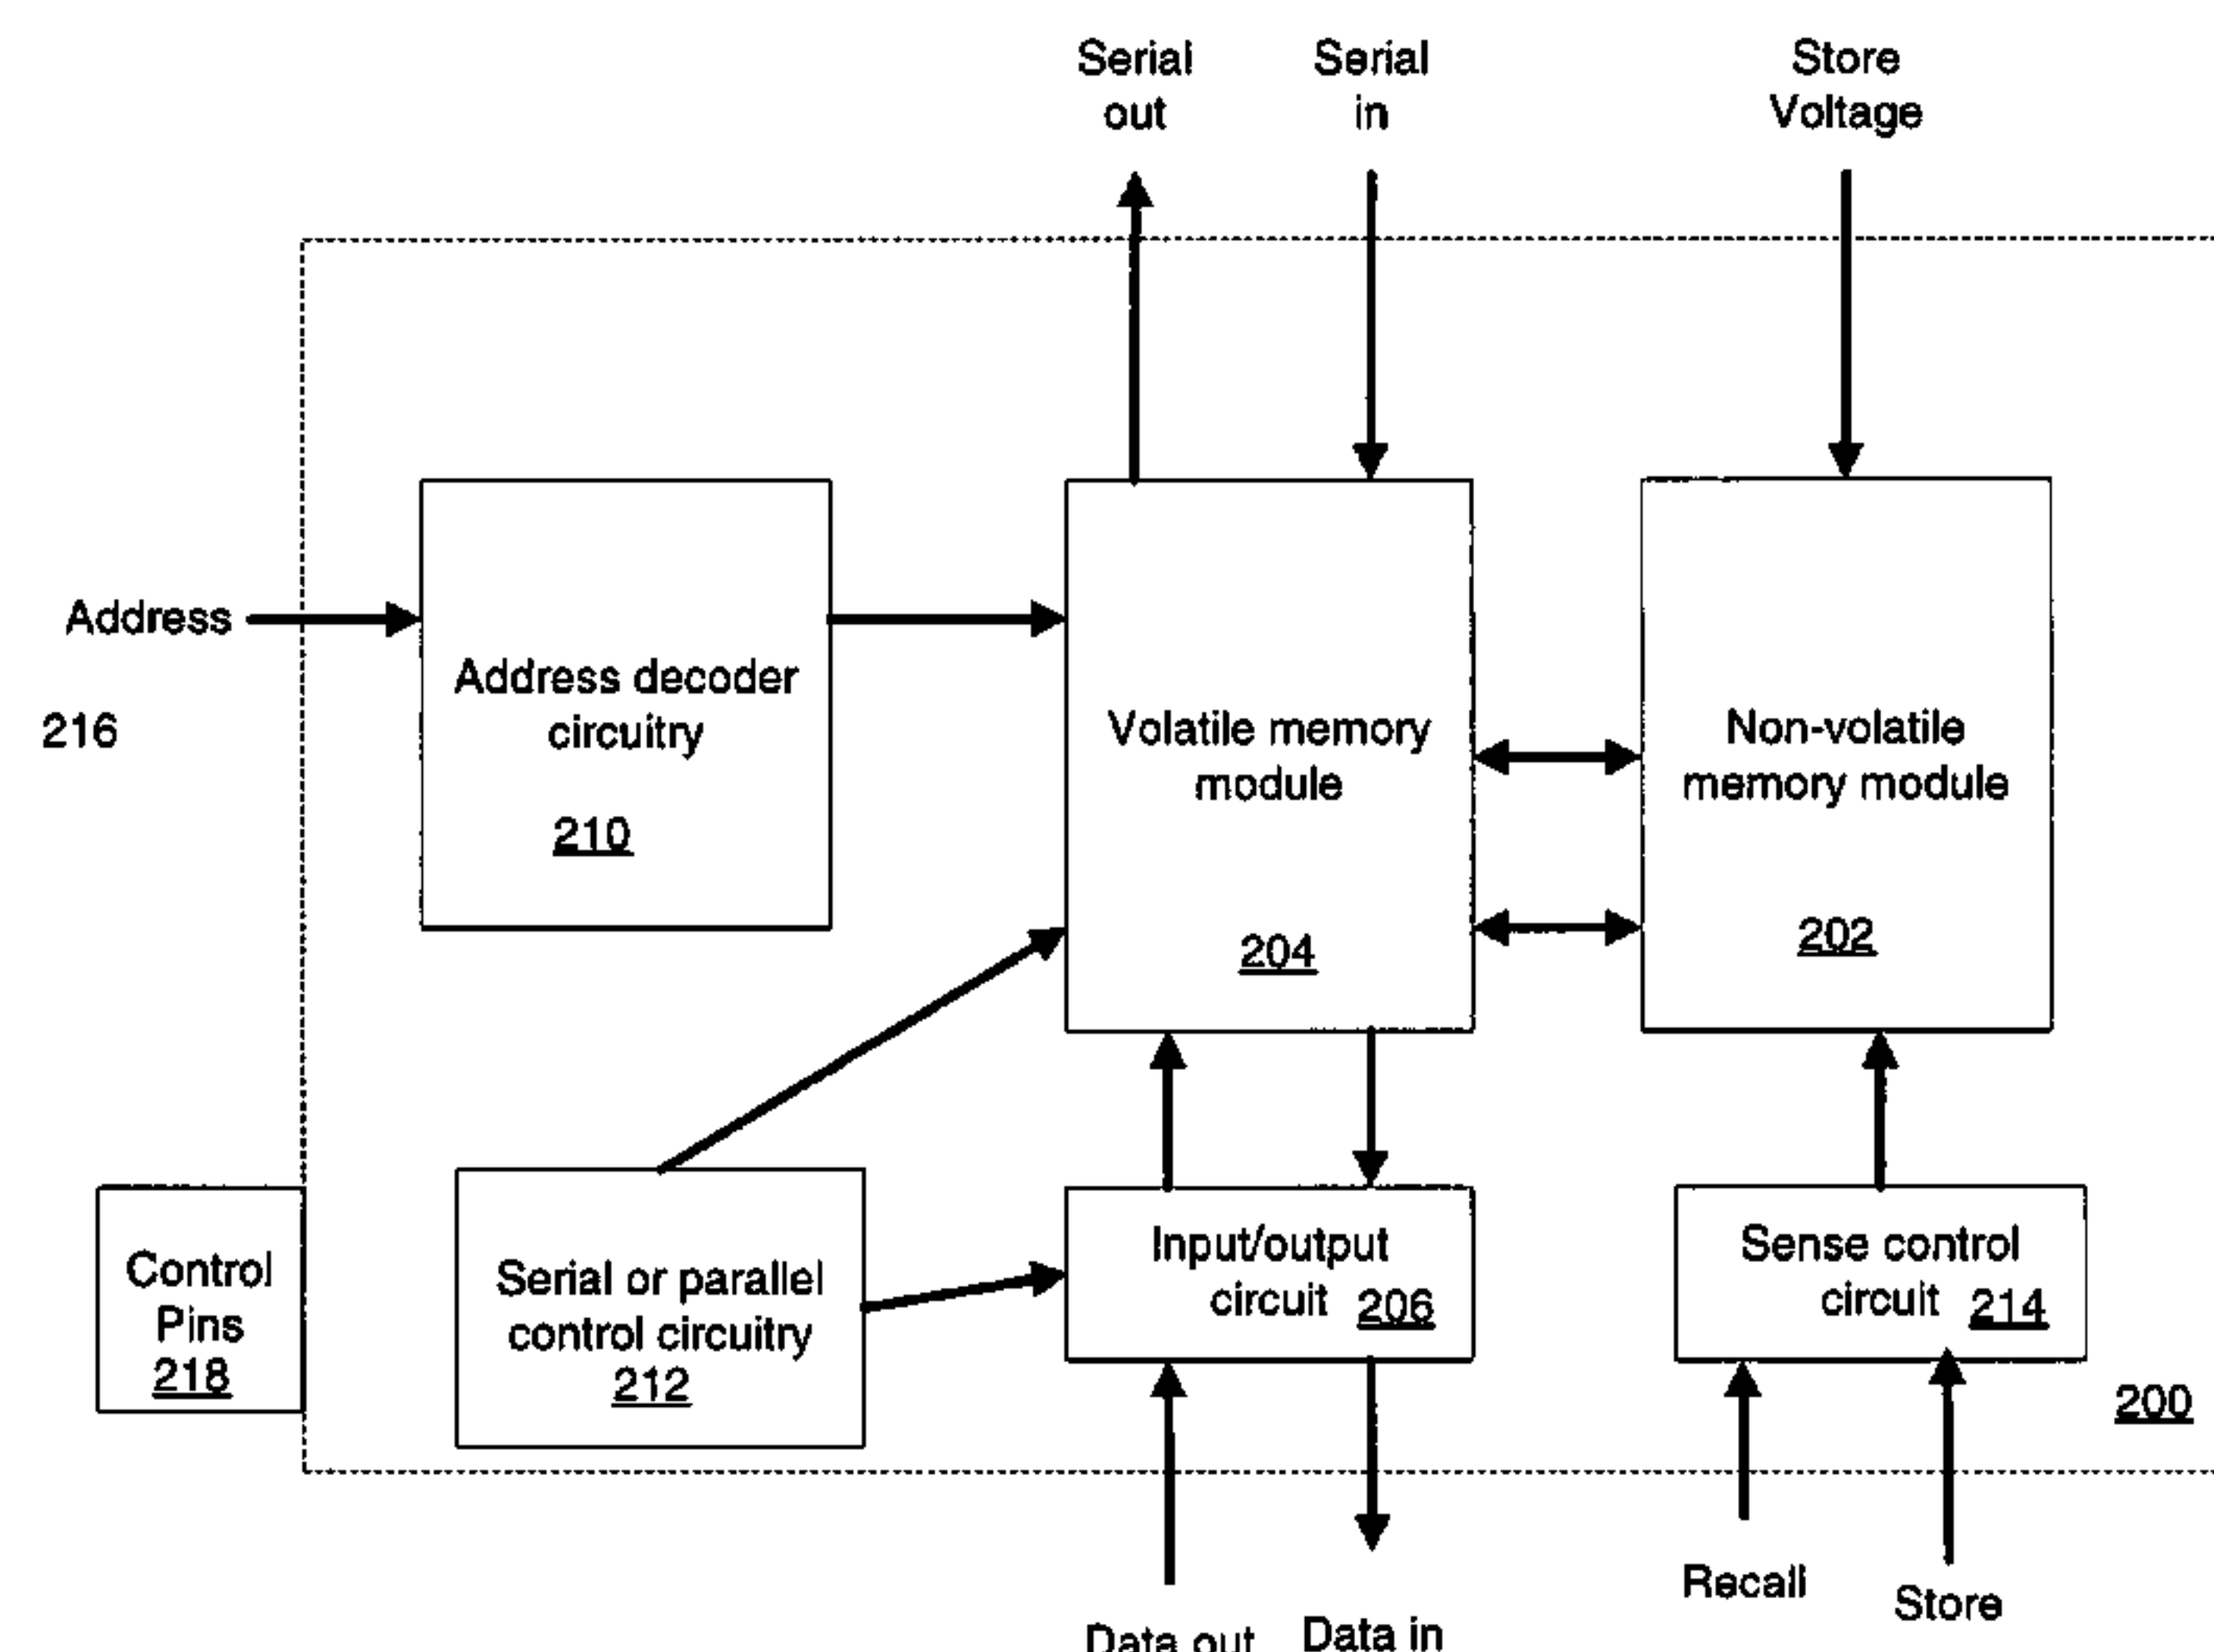 Serial
out
Serial
in
Store
Voltage
Address
216
Address decoder
circuitry
210
Volatile memory
module
204
Non-volatile
memory module
202
Control
Pins
218
Serial or parallel
control circuitry
212
Input/output
circuit 206
Sense control
circuit 214
200
Data out
Data in
Recall
Store